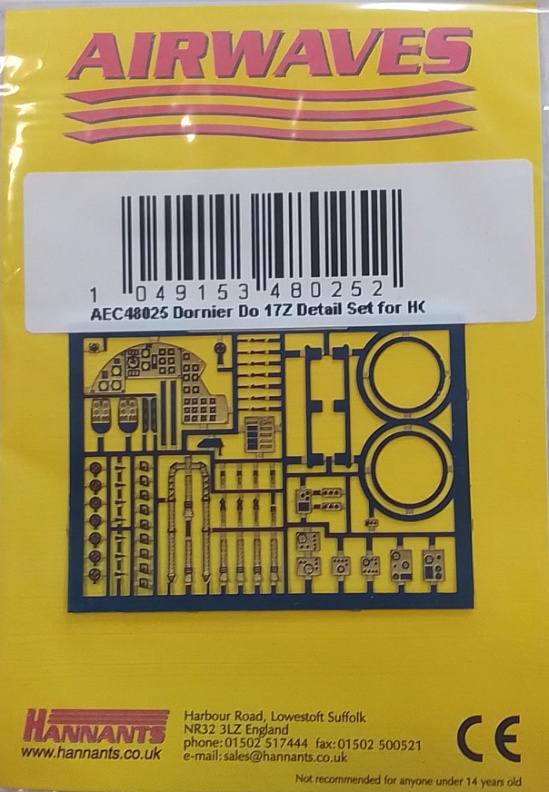 AIRWAVES
1 049153 480252
AEC48025 Dornier Do 17Z Detail Set for
HANNANTS
www.hannants.co.uk
Harbour Road, Lowestoft Suffolk
NR32 3LZ England
phone: 01502 517444 fax: 01502 500521
e-mail: sales@hannants.co.uk
CE
Not recommended for anyone under 14 years old